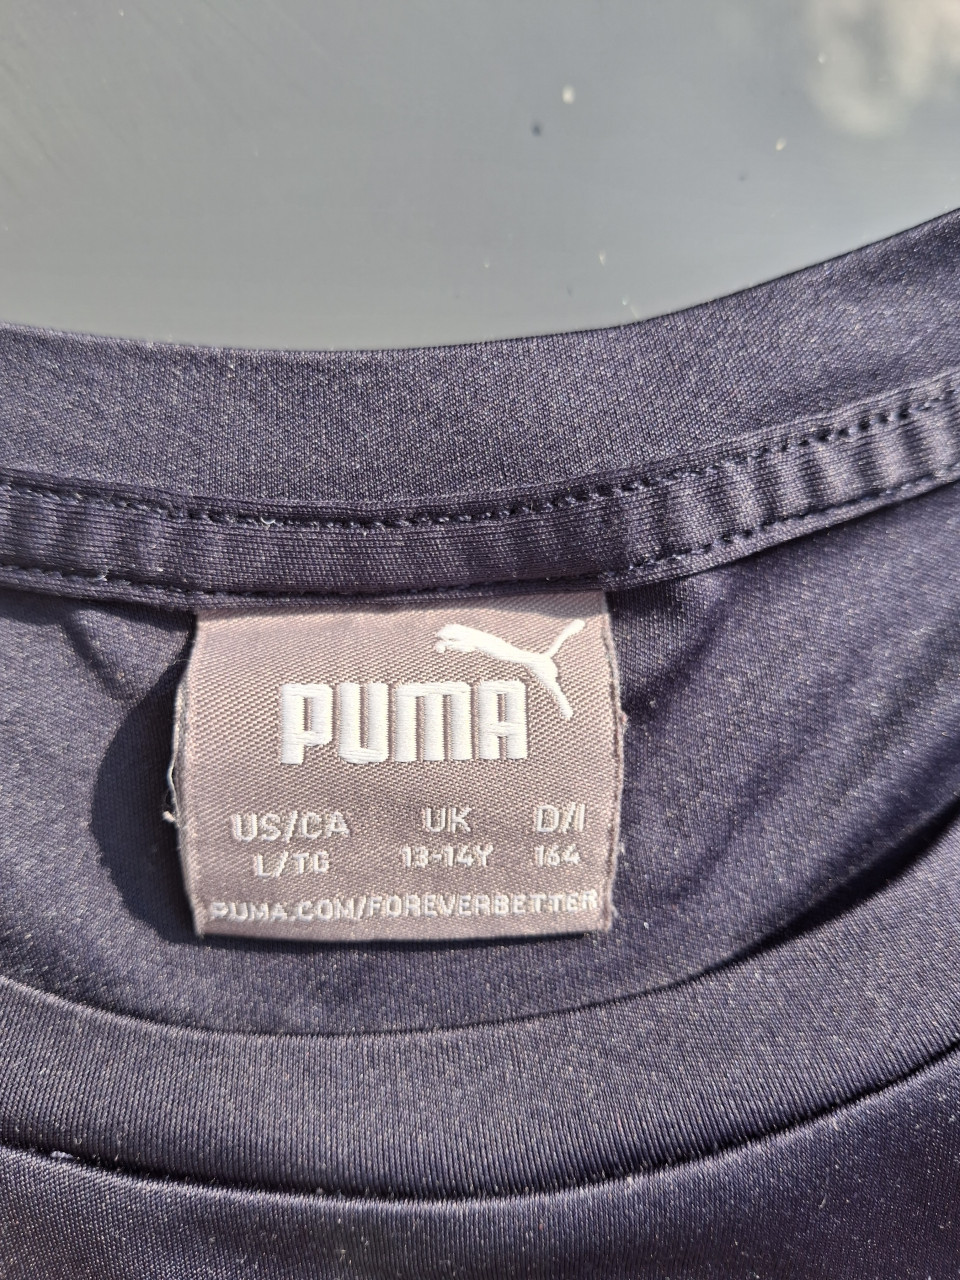 PUMA
US/CA UK D/I
L/TG 13-14Y 164
PUMA.COM/FOREVERBETTER